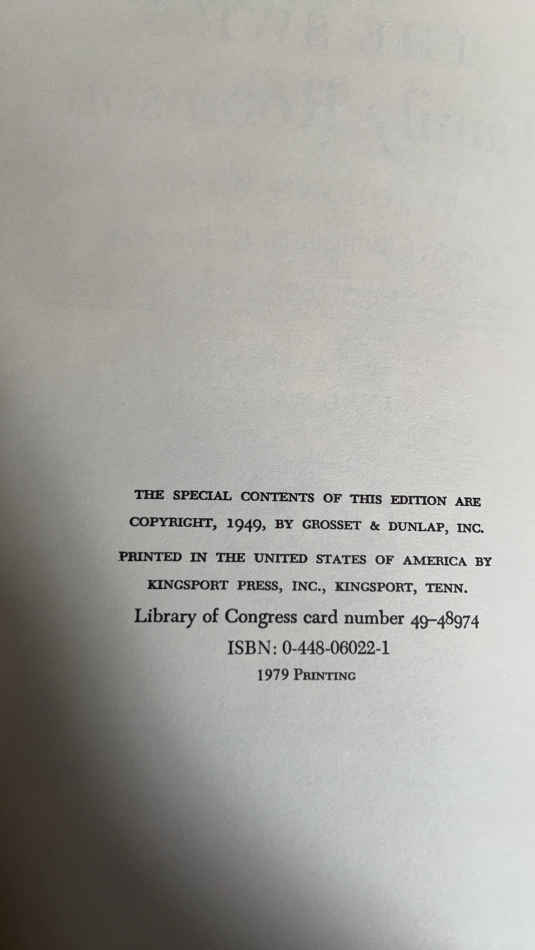 THE SPECIAL CONTENTS OF THIS EDITION ARE
COPYRIGHT, 1949, BY GROSSET & DUNLAP, INC.
PRINTED IN THE UNITED STATES OF AMERICA BY
KINGSPORT PRESS, INC., KINGSPORT, TENN.
Library of Congress card number 49–48974
ISBN: 0-448-06022-1
1979 PRINTING